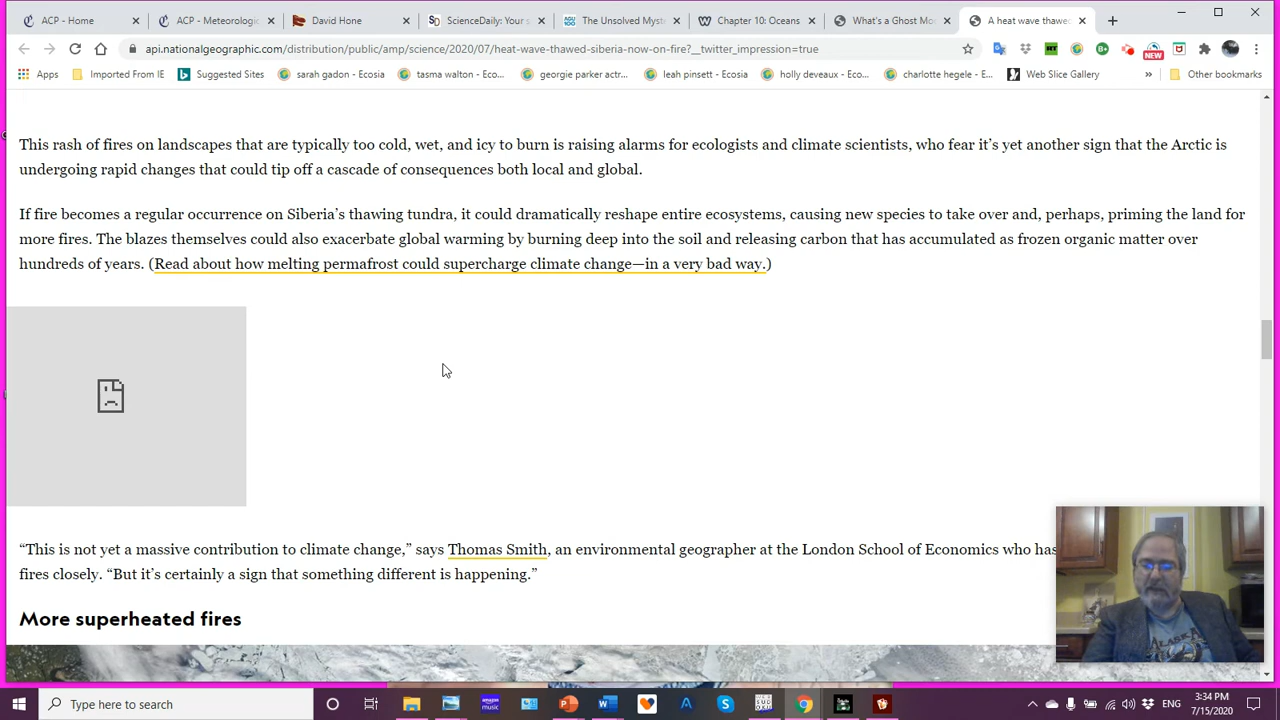 ACP - Home
ACP - Meteorologic
David Hone
ScienceDaily: Your s
The Unsolved Myst
Chapter 10: Oceans
What's a Ghost Mo
A heat wave thawed
api.nationalgeographic.com/distribution/public/amp/science/2020/07/heat-wave-thawed-siberia-now-on-fire?__twitter_impression=true
NEW
Apps
Imported From IE
Suggested Sites
sarah gadon - Ecosia
tasma walton - Eco...
georgie parker actr...
leah pinsett - Ecosia
holly deveaux - Eco...
charlotte hegele - E...
Web Slice Gallery
»
Other bookmarks
This rash of fires on landscapes that are typically too cold, wet, and icy to burn is raising alarms for ecologists and climate scientists, who fear it's yet another sign that the Arctic is
undergoing rapid changes that could tip off a cascade of consequences both local and global.
If fire becomes a regular occurrence on Siberia's thawing tundra, it could dramatically reshape entire ecosystems, causing new species to take over and, perhaps, priming the land for
more fires. The blazes themselves could also exacerbate global warming by burning deep into the soil and releasing carbon that has accumulated as frozen organic matter over
hundreds of years. (Read about how melting permafrost could supercharge climate change—in a very bad way.)
“This is not yet a massive contribution to climate change,” says Thomas Smith, an environmental geographer at the London School of Economics who has
fires closely. “But it's certainly a sign that something different is happening.”
More superheated fires
ALASKA
Type here to search
amazon music
ENG
3:34 PM
7/15/2020